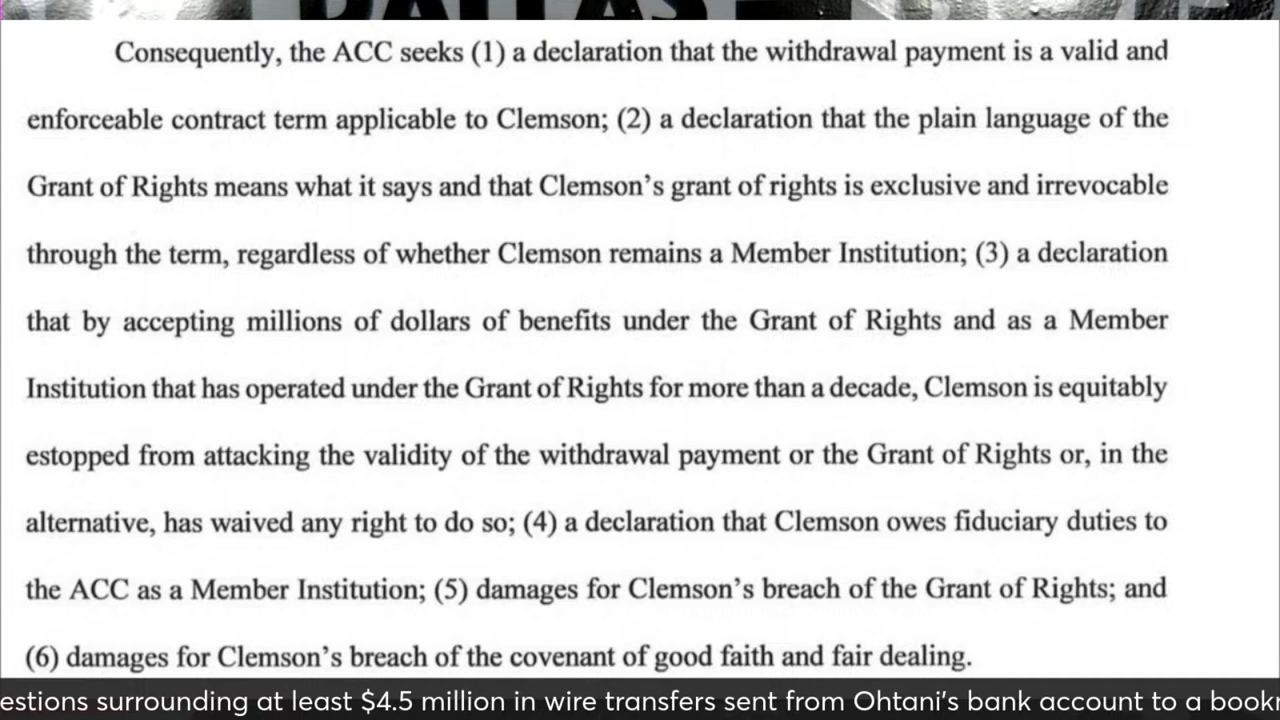 DALLAS
Consequently, the ACC seeks (1) a declaration that the withdrawal payment is a valid and
enforceable contract term applicable to Clemson; (2) a declaration that the plain language of the
Grant of Rights means what it says and that Clemson’s grant of rights is exclusive and irrevocable
through the term, regardless of whether Clemson remains a Member Institution; (3) a declaration
that by accepting millions of dollars of benefits under the Grant of Rights and as a Member
Institution that has operated under the Grant of Rights for more than a decade, Clemson is equitably
estopped from attacking the validity of the withdrawal payment or the Grant of Rights or, in the
alternative, has waived any right to do so; (4) a declaration that Clemson owes fiduciary duties to
the ACC as a Member Institution; (5) damages for Clemson’s breach of the Grant of Rights; and
(6) damages for Clemson’s breach of the covenant of good faith and fair dealing.
estions surrounding at least $4.5 million in wire transfers sent from Ohtani's bank account to a book